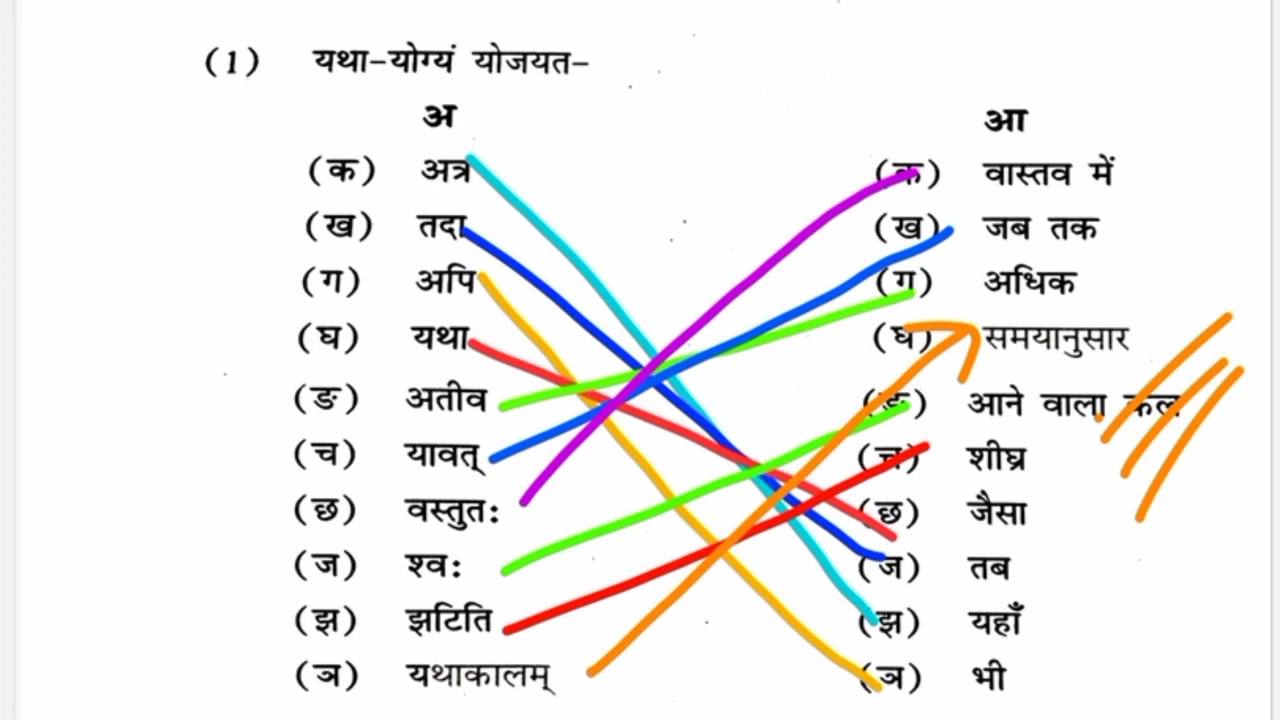 (1) यथा-योग्यं योजयत-
अ आ
(क) अत्र (क) वास्तव में
(ख) तदा (ख) जब तक
(ग) अपि (ग) अधिक
(घ) यथा (घ) समयानुसार
(ङ) अतीव (ङ) आने वाला कल
(च) यावत् (च) शीघ्र
(छ) वस्तुतः (छ) जैसा
(ज) श्वः (ज) तब
(झ) झटिति (झ) यहाँ
(ञ) यथाकालम् (ञ) भी